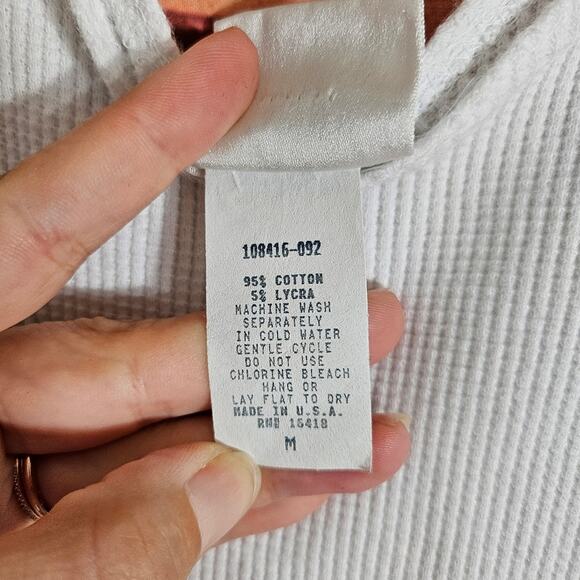 108416-092
95% COTTON
5% LYCRA
MACHINE WASH
SEPARATELY
IN COLD WATER
GENTLE CYCLE
DO NOT USE
CHLORINE BLEACH
HANG OR
LAY FLAT TO DRY
MADE IN U.S.A.
RN# 16418
M